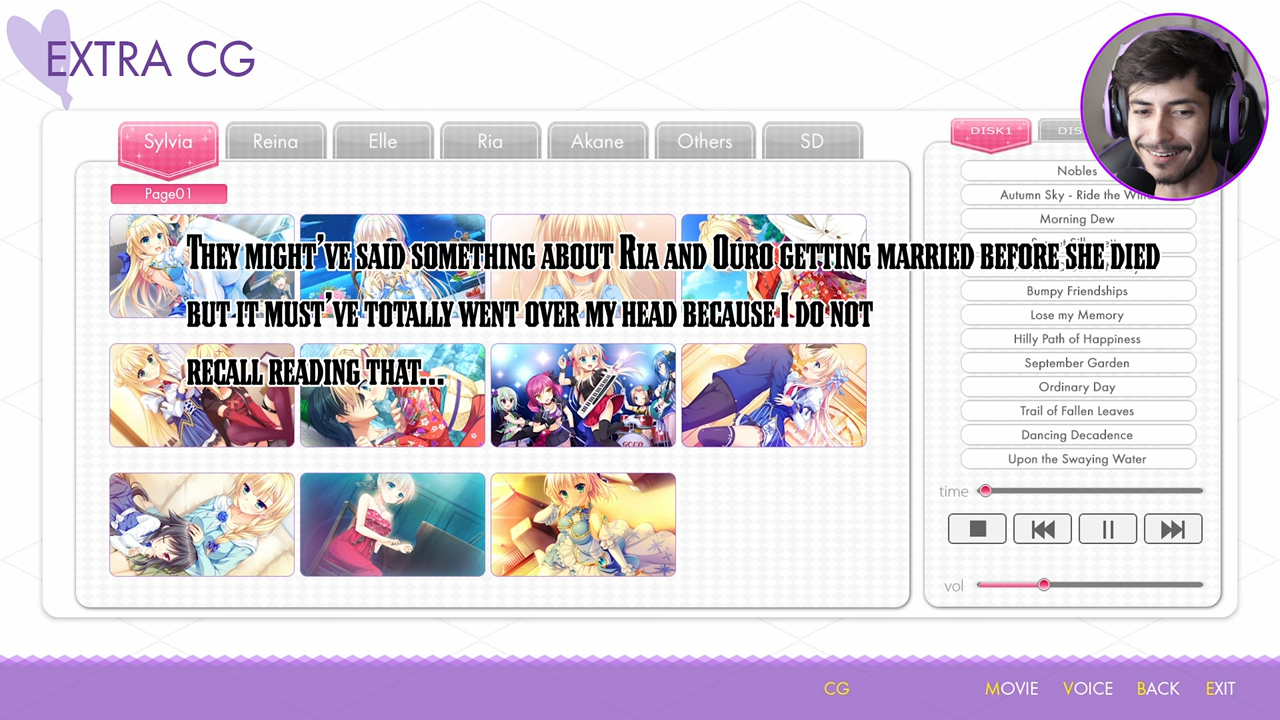 EXTRA CG
Sylvia
Reina
Elle
Ria
Akane
Others
SD
Page01
They might've said something about Ria and Ouro getting married before she died
but it must've totally went over my head because I do not
recall reading that...
DISK1
Nobles
Autumn Sky - Ride the Win
Morning Dew
Bumpy Friendships
Lose my Memory
Hilly Path of Happiness
September Garden
Ordinary Day
Trail of Fallen Leaves
Dancing Decadence
Upon the Swaying Water
time
vol
CG
MOVIE
VOICE
BACK
EXIT